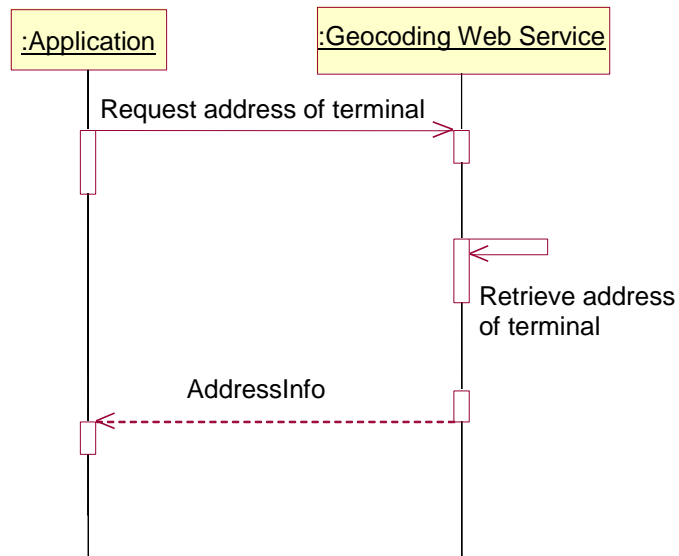 :Application
:Geocoding Web Service
Request address of terminal
Retrieve address
of terminal
AddressInfo